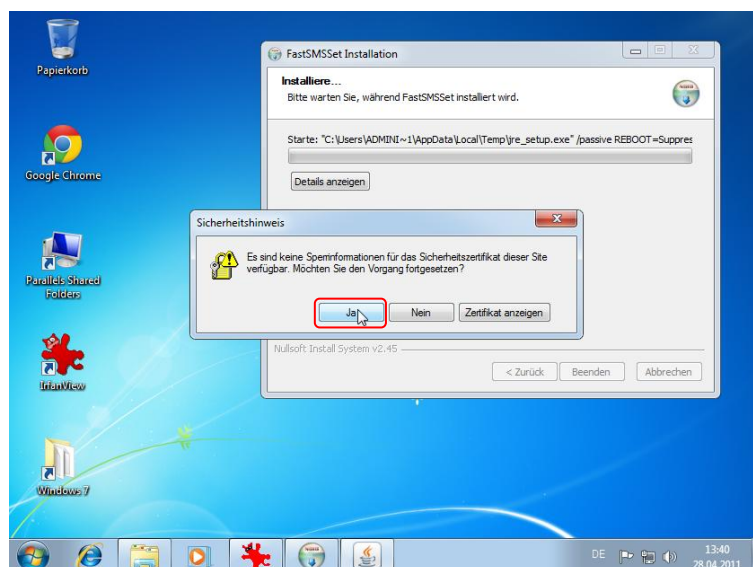 Papierkorb
Google Chrome
Parallels Shared
Folders
IrfanView
Windows 7
FastSMSSet Installation
Installiere...
Bitte warten Sie, während FastSMSSet installiert wird.
Starte: "C:\Users\ADMINI~1\AppData\Local\Temp\jre_setup.exe" /passive REBOOT=Suppres
Details anzeigen
Sicherheitshinweis
Es sind keine Sperrinformationen für das Sicherheitszertifikat dieser Site
verfügbar. Möchten Sie den Vorgang fortgesetzen?
Ja
Nein
Zertifikat anzeigen
Nullsoft Install System v2.45
< Zurück
Beenden
Abbrechen
DE
13:40
28.04.2011